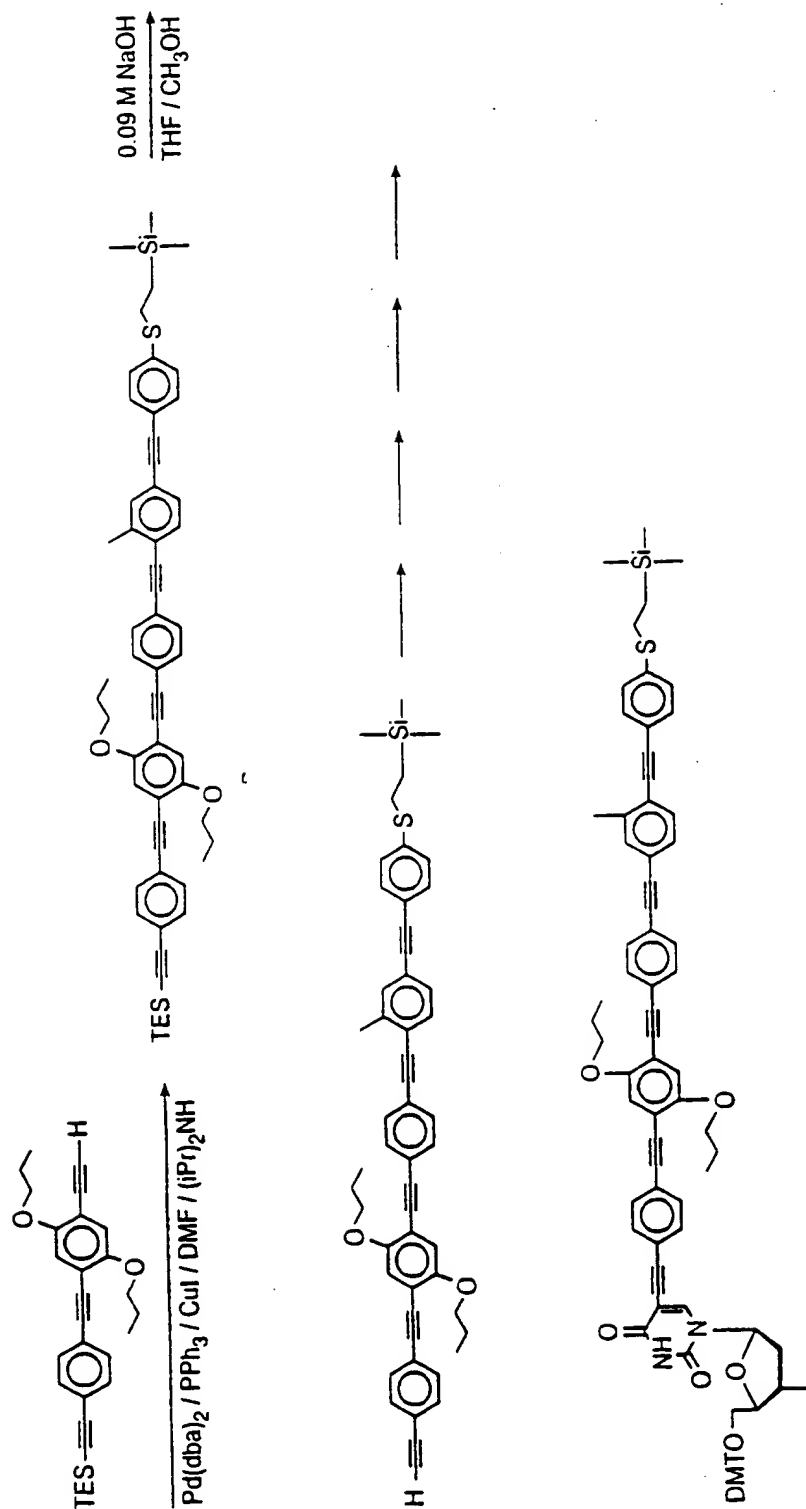 TES
O
O
H
Pd(dba)2 / PPh3 / CuI / DMF / (iPr)2NH
TES
O
O
S
Si
0.09 M NaOH
THF / CH3OH
H
O
O
S
Si
O
NH
O
N
O
DMTO
O
O
S
Si